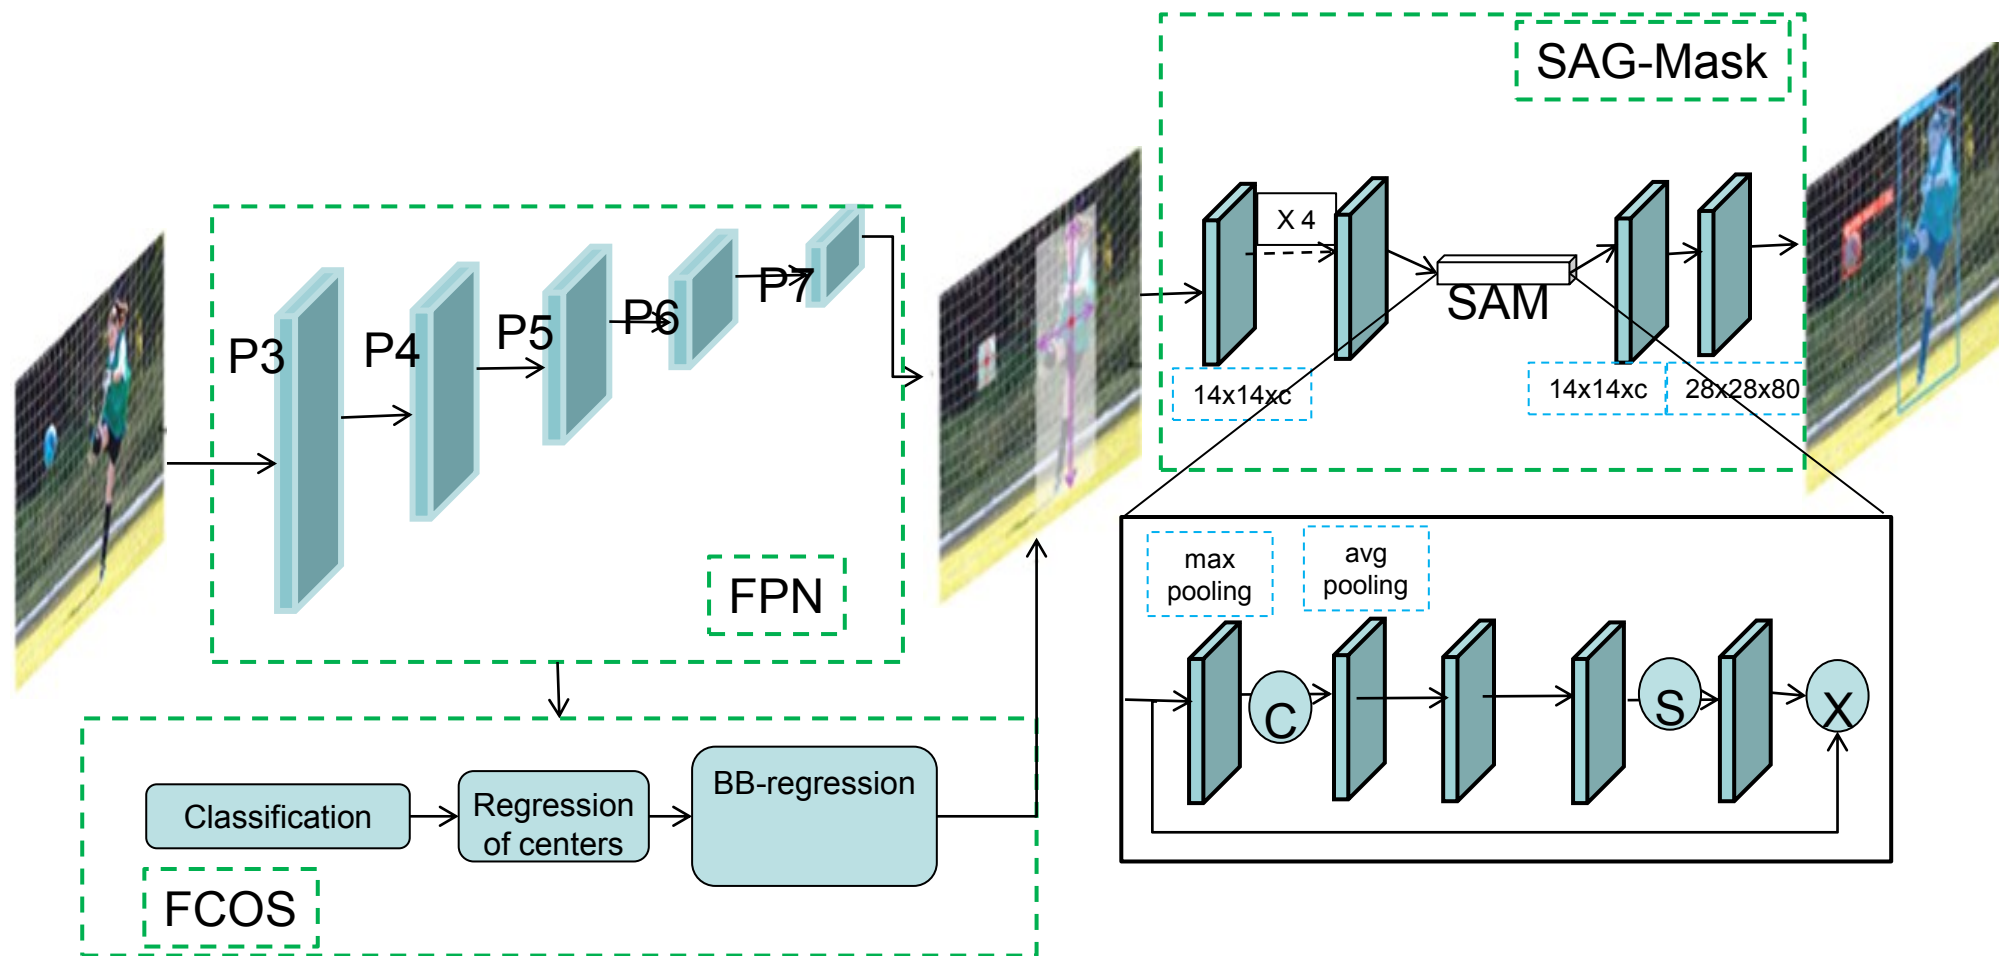 SAG-Mask
X 4
P3
P4
P5
P6
P7
SAM
14x14xc
14x14xc
28x28x80
FPN
max
pooling
avg
pooling
C
S
X
Classification
Regression
of centers
BB-regression
FCOS